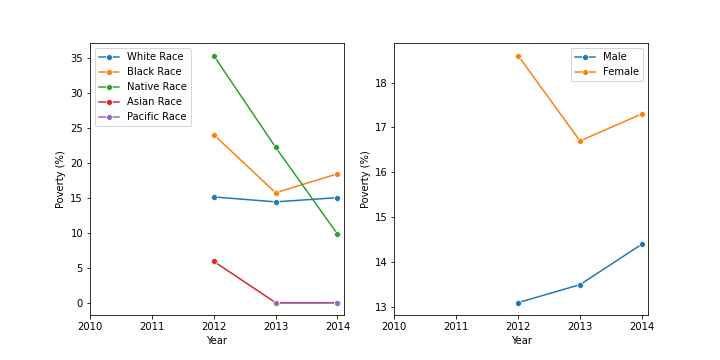 White Race
Black Race
Native Race
Asian Race
Pacific Race
35
30
25
20
15
10
5
0
Poverty (%)
2010 2011 2012 2013 2014
Year
Male
Female
18
17
16
15
14
13
Poverty (%)
2010 2011 2012 2013 2014
Year